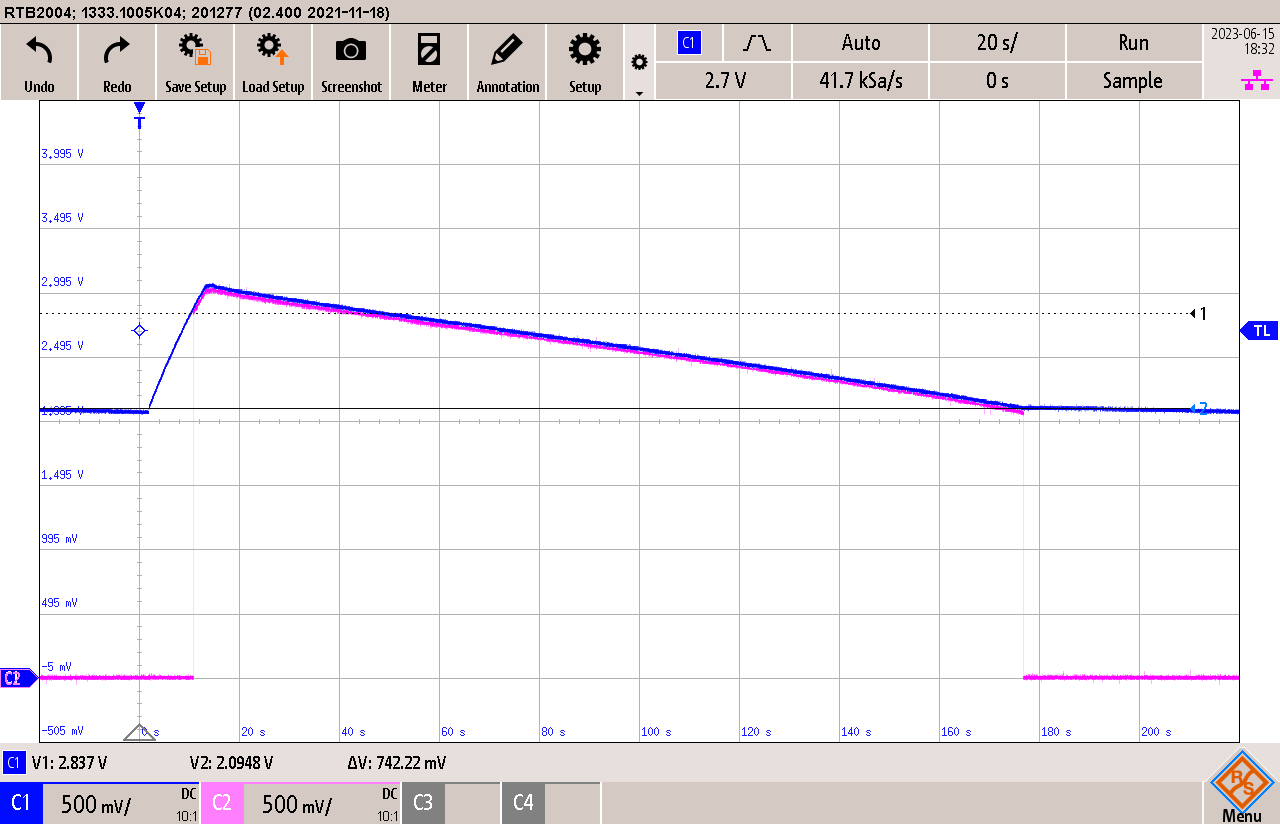 RTB2004; 1333.1005K04; 201277 (02.400 2021-11-18)
Undo
Redo
Save Setup
Load Setup
Screenshot
Meter
Annotation
Setup
C1
Auto
20 s/
Run
2.7 V
41.7 kSa/s
0 s
Sample
2023-06-15
18:32
T
3,995 V
3,495 V
2,995 V
1
TL
2,495 V
1,995 V
2
1,495 V
995 mV
495 mV
-5 mV
-505 mV
0 s
20 s
40 s
60 s
80 s
100 s
120 s
140 s
160 s
180 s
200 s
C1 V1: 2.837 V V2: 2.0948 V ΔV: 742.22 mV
C1 500 mV/ DC 10:1
C2 500 mV/ DC 10:1
C3
C4
R S
Menu